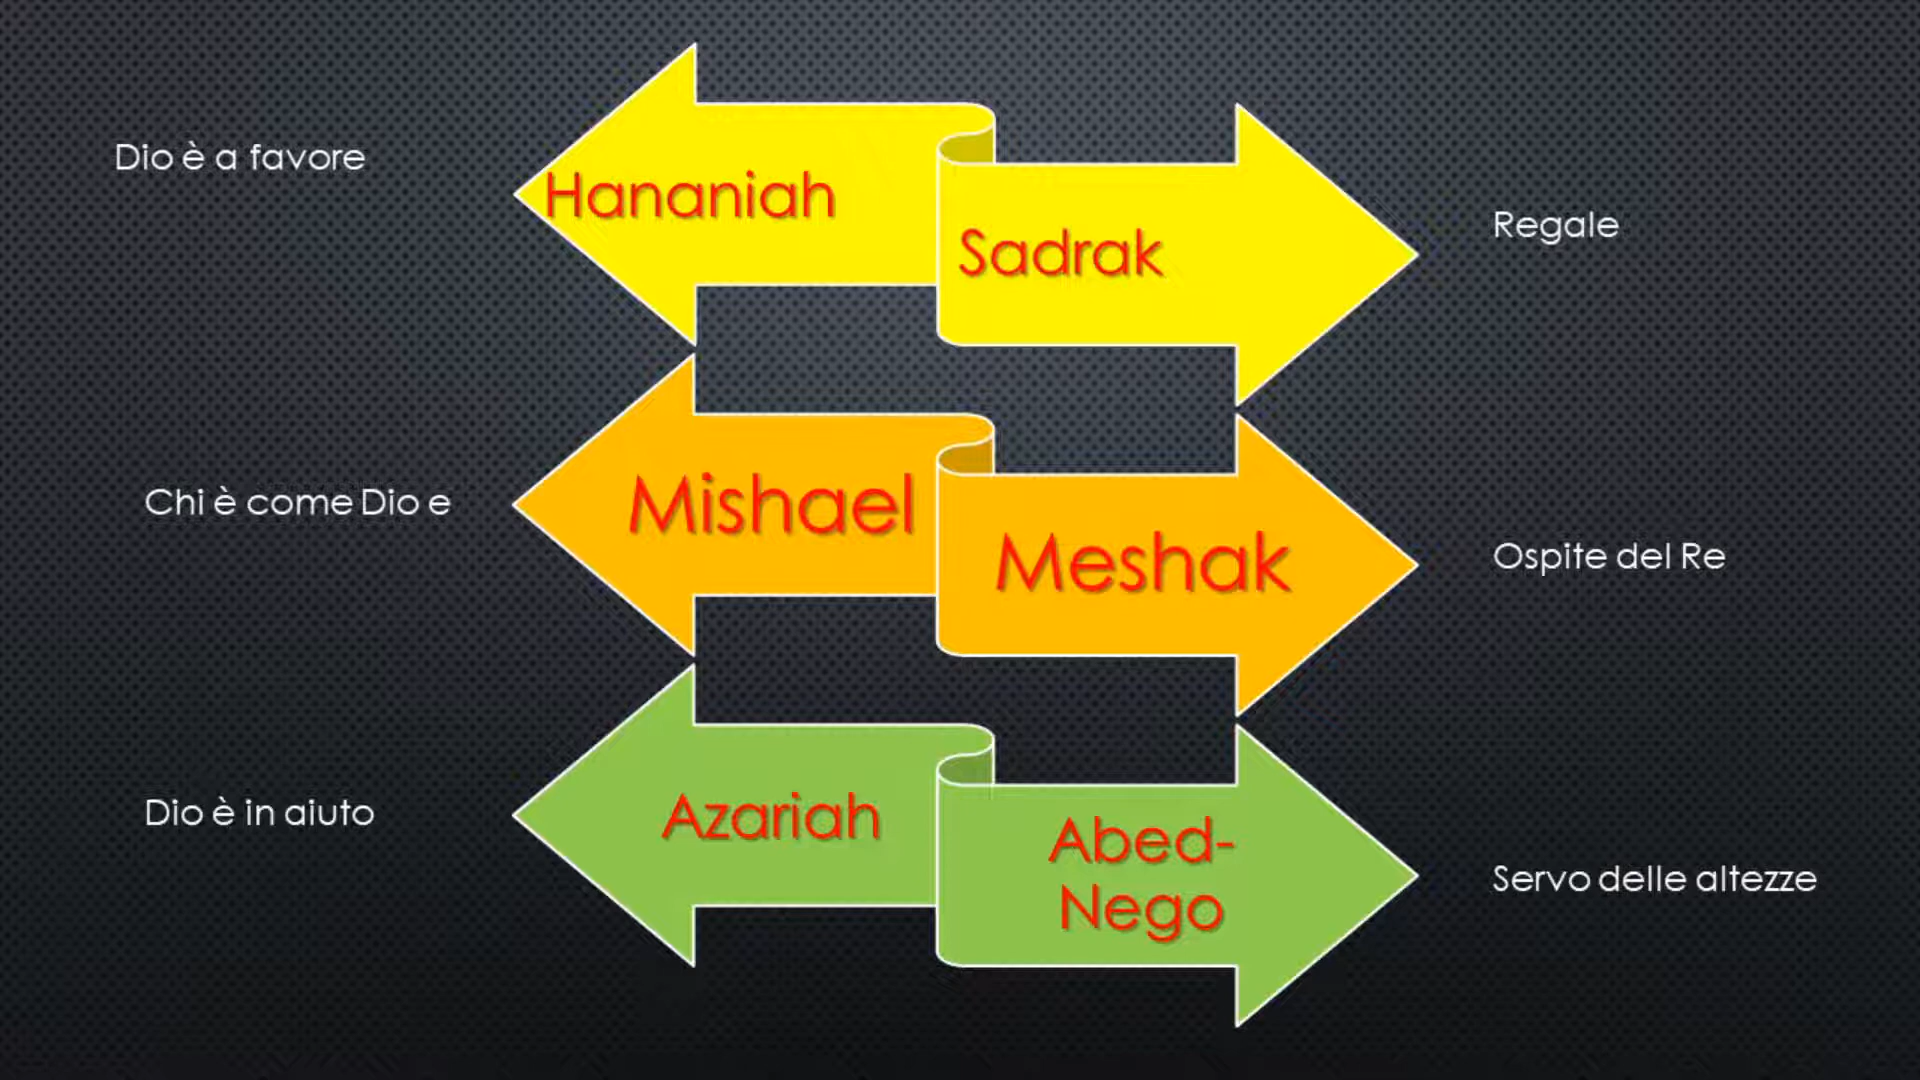 Dio è a favore
Hananiah
Sadrak
Regale
Chi è come Dio e
Mishael
Meshak
Ospite del Re
Dio è in aiuto
Azariah
Abed-
Nego
Servo delle altezze